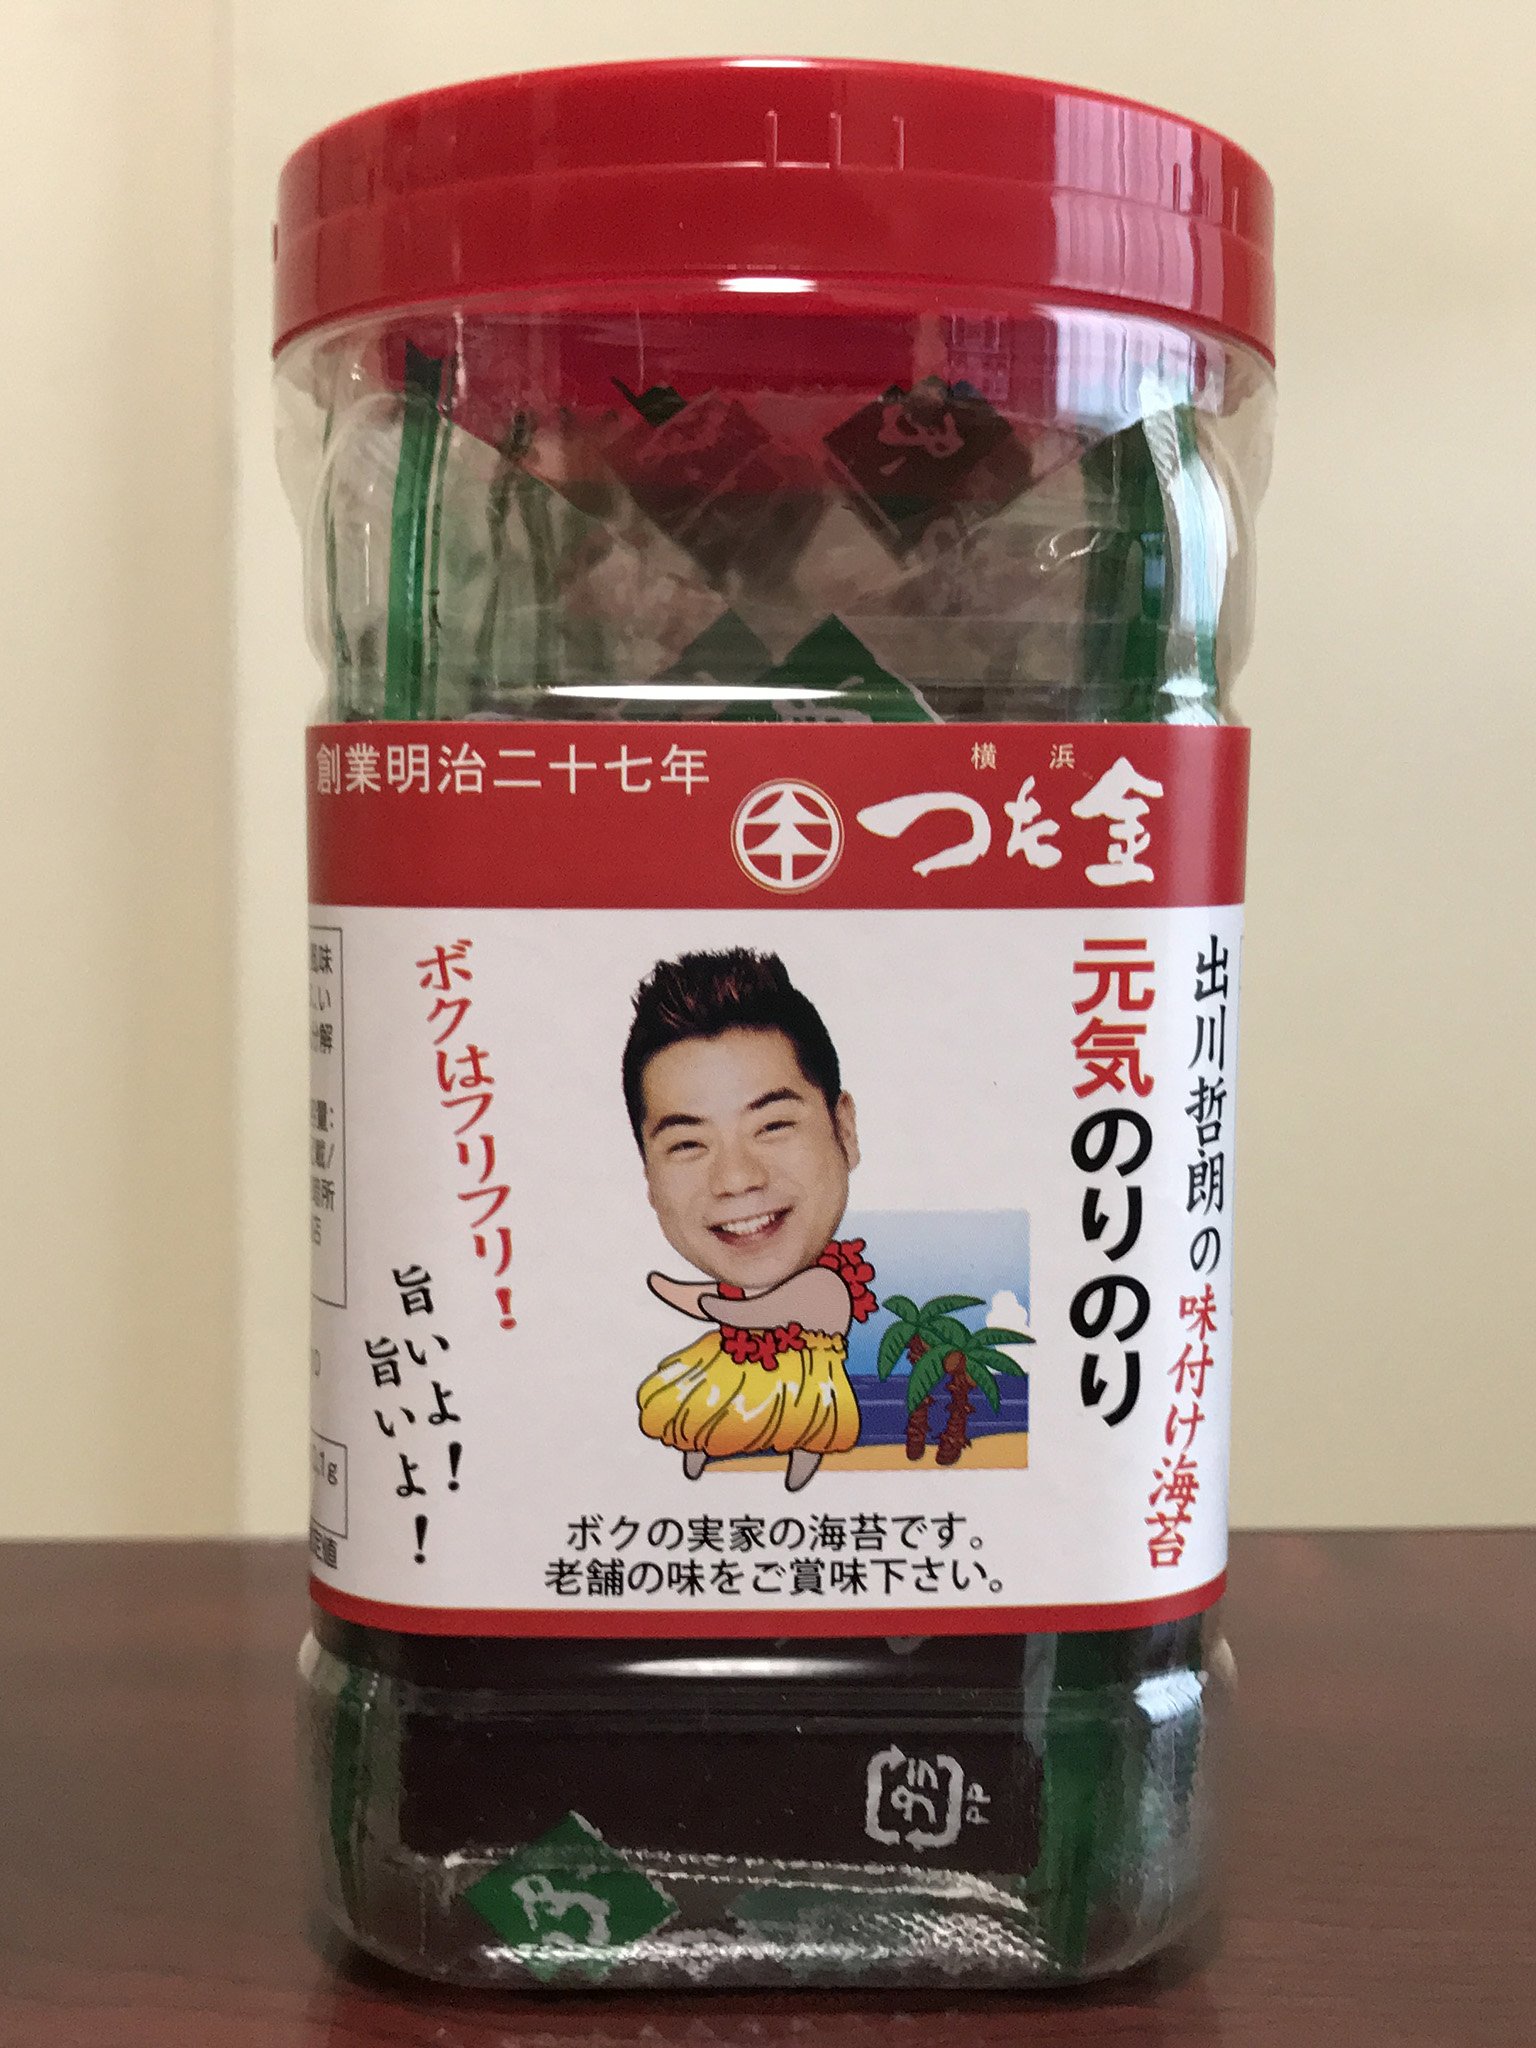 創業明治二十七年
横浜
つた金
出川哲朗の味付け海苔
元気のりのり
ボクはフリフリ！
旨いよ！
旨いよ！
ボクの実家の海苔です。
老舗の味をご賞味下さい。
プラ
PP